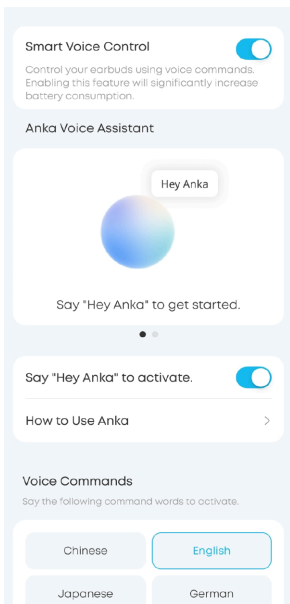 Smart Voice Control
Control your earbuds using voice commands.
Enabling this feature will significantly increase
battery consumption.
Anka Voice Assistant
Hey Anka
Say "Hey Anka" to get started.
Say "Hey Anka" to activate.
How to Use Anka
Voice Commands
Say the following command words to activate.
Chinese
English
Japanese
German